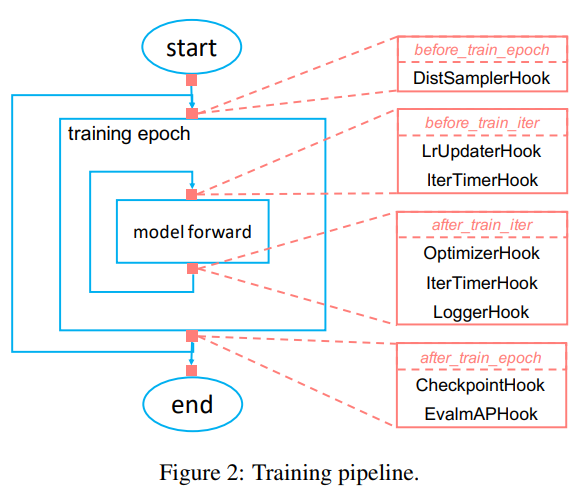 start
before_train_epoch
DistSamplerHook
training epoch
before_train_iter
LrUpdaterHook
IterTimerHook
model forward
after_train_iter
OptimizerHook
IterTimerHook
LoggerHook
after_train_epoch
CheckpointHook
EvalmAPHook
end
Figure 2: Training pipeline.